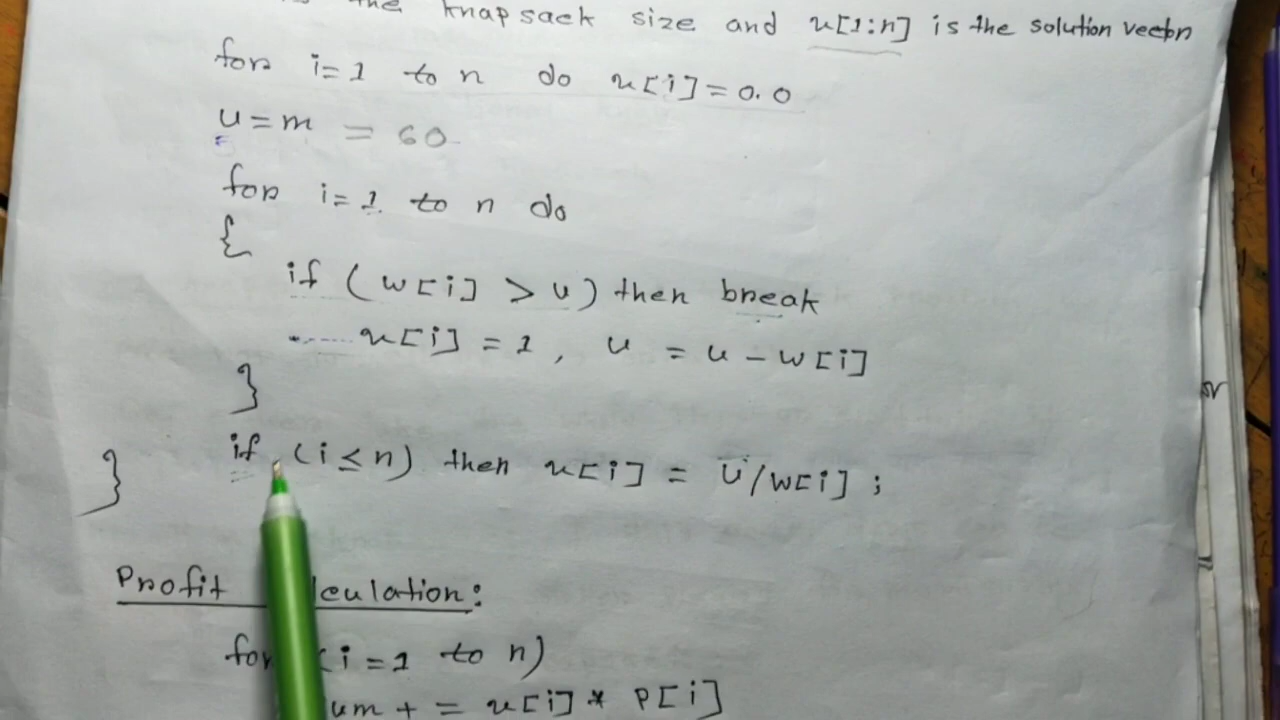 the knapsack size and x[1:n] is the solution vector
for i=1 to n do x[i]=0.0
u=m = 60
for i=1 to n do
{
if (w[i] > u) then break
x[i] = 1, u = u - w[i]
}
if (i≤n) then x[i] = U/w[i];
}
Profit
for (i=1 to n)
+= x[i] * P[i]